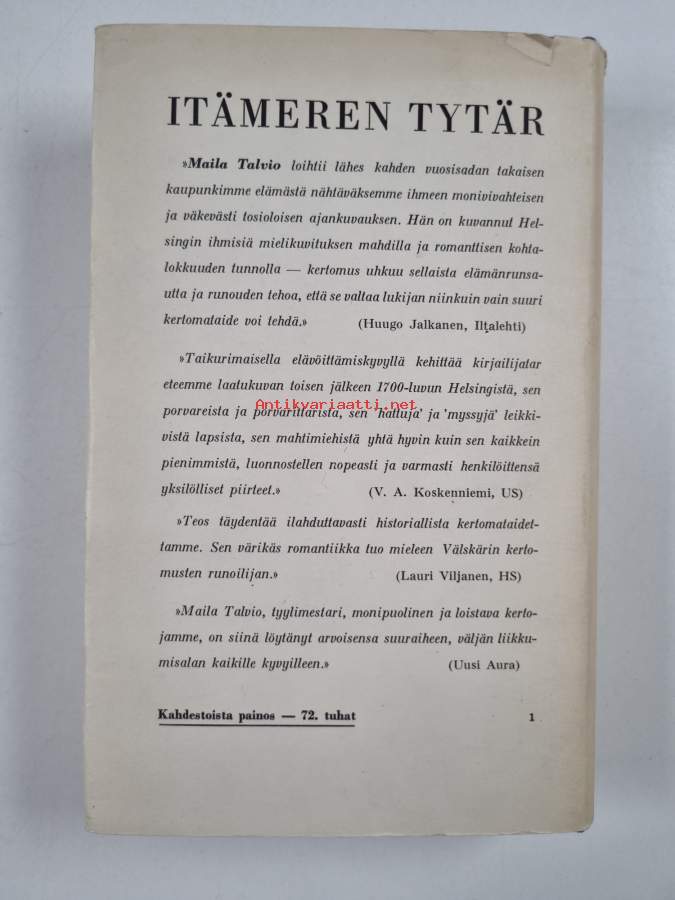 ITÄMEREN TYTÄR
»Maila Talvio loihtii lähes kahden vuosisadan takaisen
kaupunkimme elämästä nähtäväksemme ihmeen monivivahteisen
ja väkevästi tosioloisen ajankuvauksen. Hän on kuvannut Hel-
singin ihmisiä mielikuvituksen mahdilla ja romanttisen kohta-
lokkuuden tunnolla — kertomus uhkuu sellaista elämänrunsa-
utta ja runouden tehoa, että se valtaa lukijan niinkuin vain suuri
kertomataide voi tehdä.» (Huugo Jalkanen, Iltalehti)
»Taikurimaisella elävöittämiskyvyllä kehittää kirjailijatar
eteemme laatukuvan toisen jälkeen 1700-luvun Helsingistä, sen
porvareista ja porvarittarista, sen 'hattuja' ja 'myssyjä' leikki-
Antikvariaatti.net
vistä lapsista, sen mahtimiehistä yhtä hyvin kuin sen kaikkein
pienimmistä, luonnostellen nopeasti ja varmasti henkilöittensä
yksilölliset piirteet.» (V. A. Koskenniemi, US)
»Teos täydentää ilahduttavasti historiallista kertomataidet-
tamme. Sen värikäs romantiikka tuo mieleen Välskärin kerto-
musten runoilijan.» (Lauri Viljanen, HS)
»Maila Talvio, tyylimestari, monipuolinen ja loistava kerto-
jamme, on siinä löytänyt arvoisensa suuraiheen, väljän liikku-
misalan kaikille kyvyilleen.» (Uusi Aura)
Kahdestoista painos — 72. tuhat 1